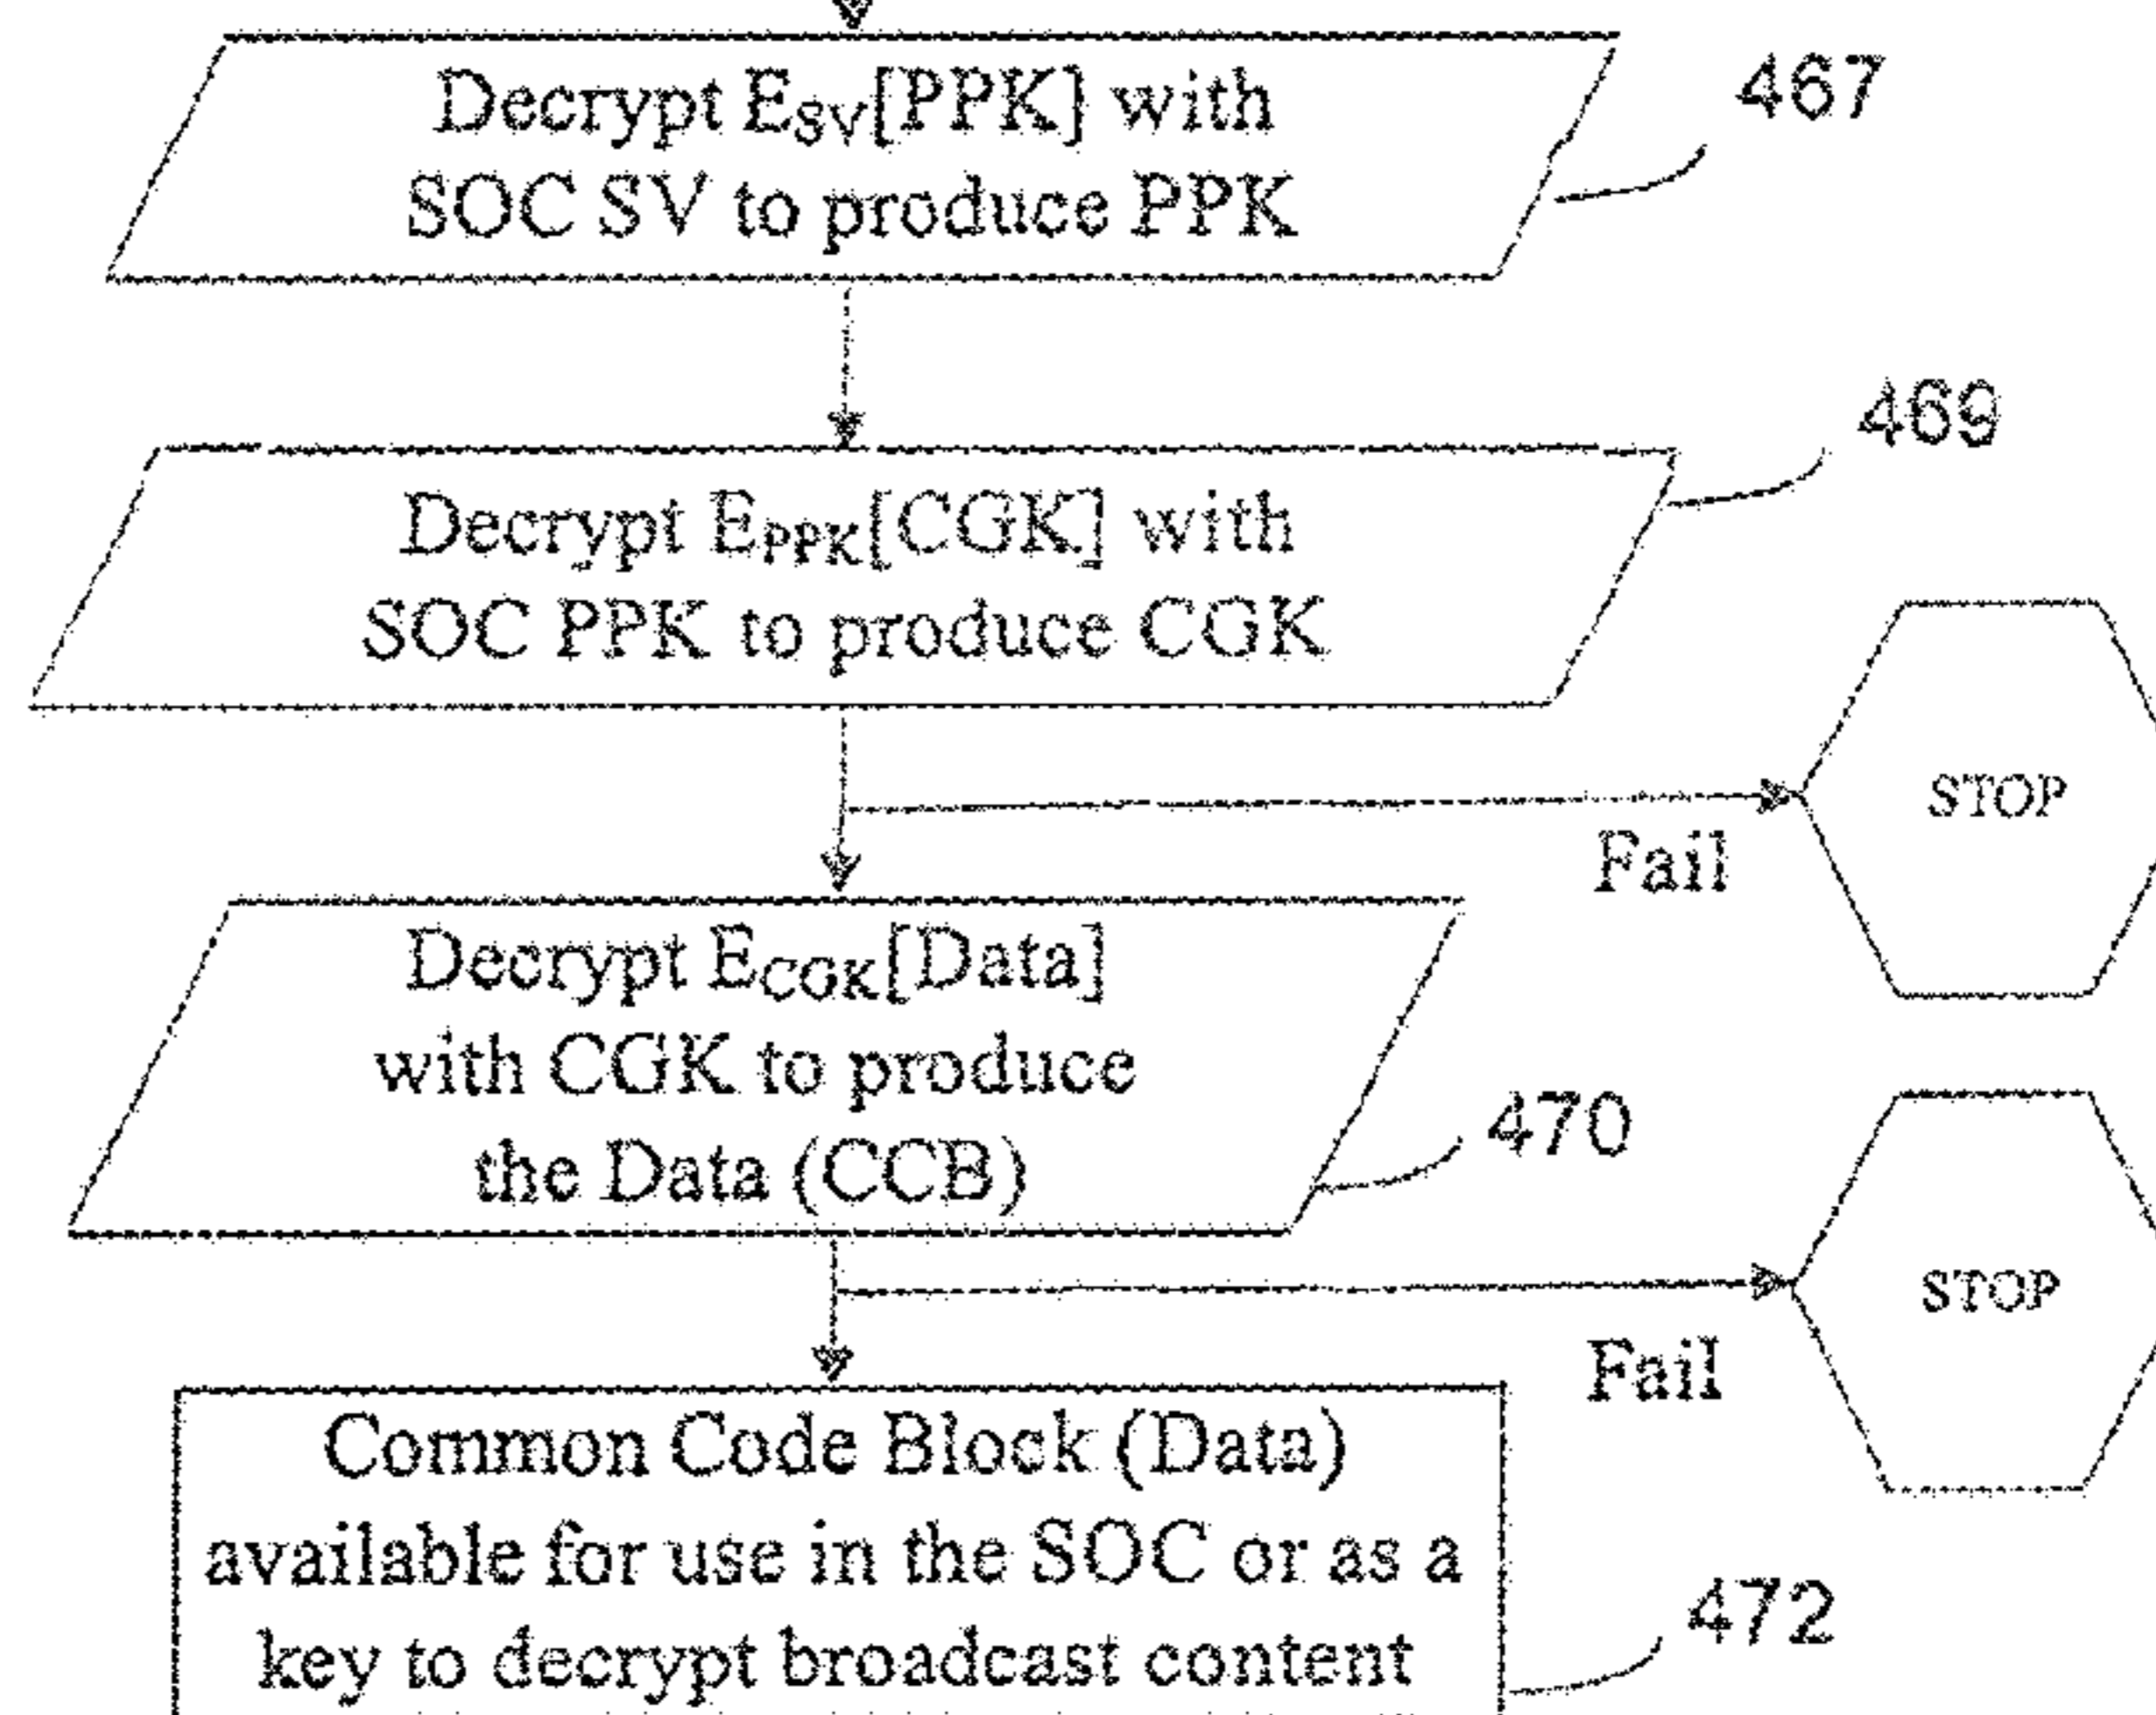 Decrypt ESV[PPK] with
SOC SV to produce PPK
467
Decrypt EPPK[CGK] with
SOC PPK to produce CGK
469
STOP
Fail
Decrypt ECGK[Data]
with CGK to produce
the Data (CCB)
470
STOP
Fail
Common Code Block (Data)
available for use in the SOC or as a
key to decrypt broadcast content
472